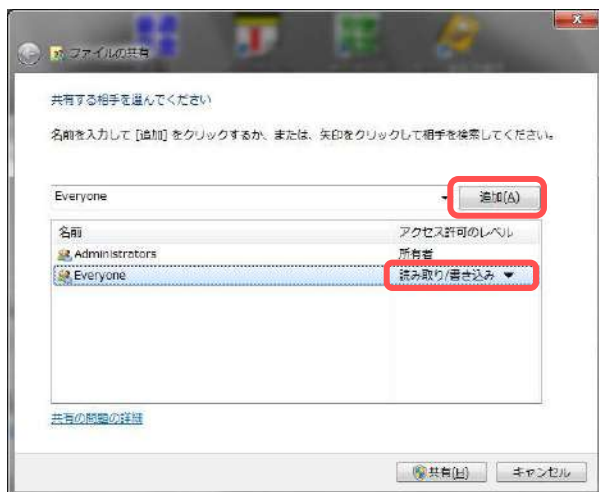 ファイルの共有
共有する相手を選んでください
名前を入力して [追加] をクリックするか、または、矢印をクリックして相手を検索してください。
Everyone 追加(A)
名前 アクセス許可のレベル
Administrators 所有者
Everyone 読み取り/書き込み ▼
共有の問題の詳細
共有(H) キャンセル